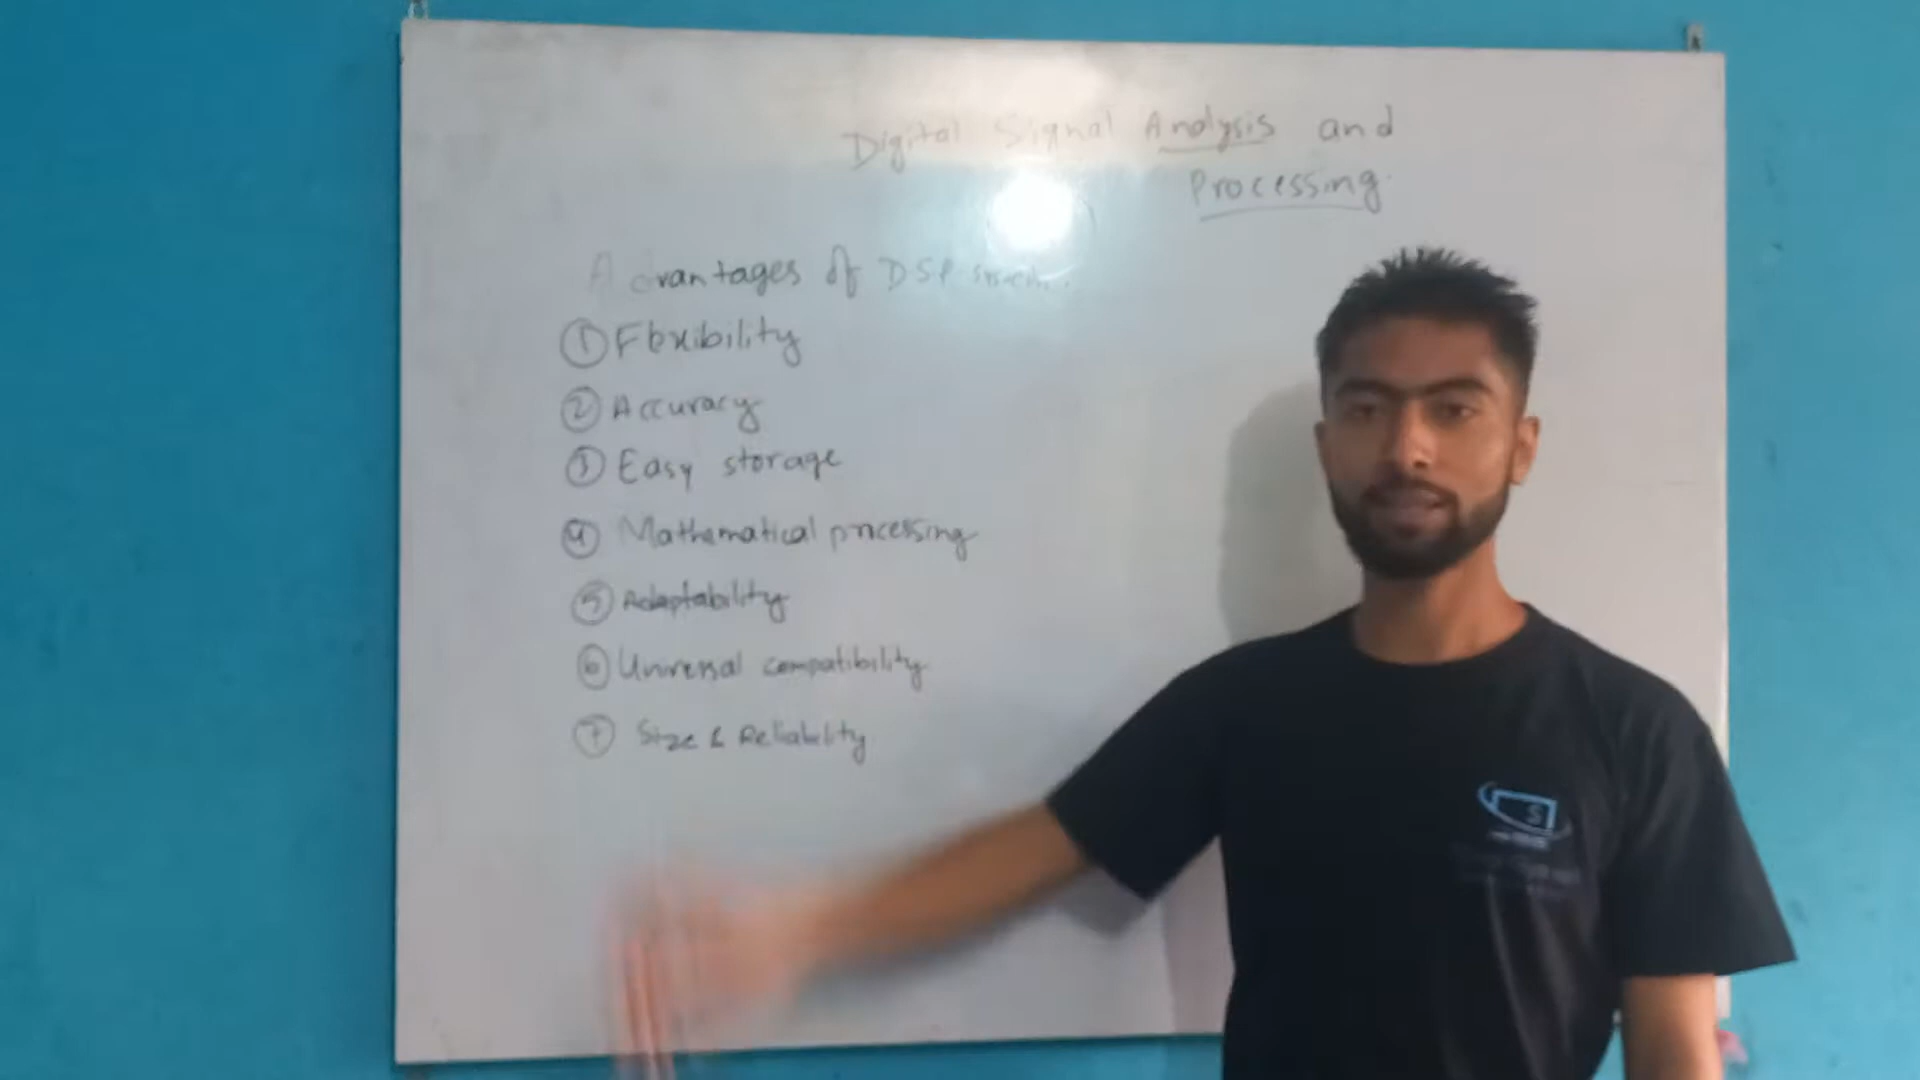 Digital Signal Analysis and
Processing.
Advantages of DSP system.
① Flexibility
② Accuracy
③ Easy storage
④ Mathematical processing
⑤ Adaptability
⑥ Universal compatibility
⑦ Size & Reliability
S